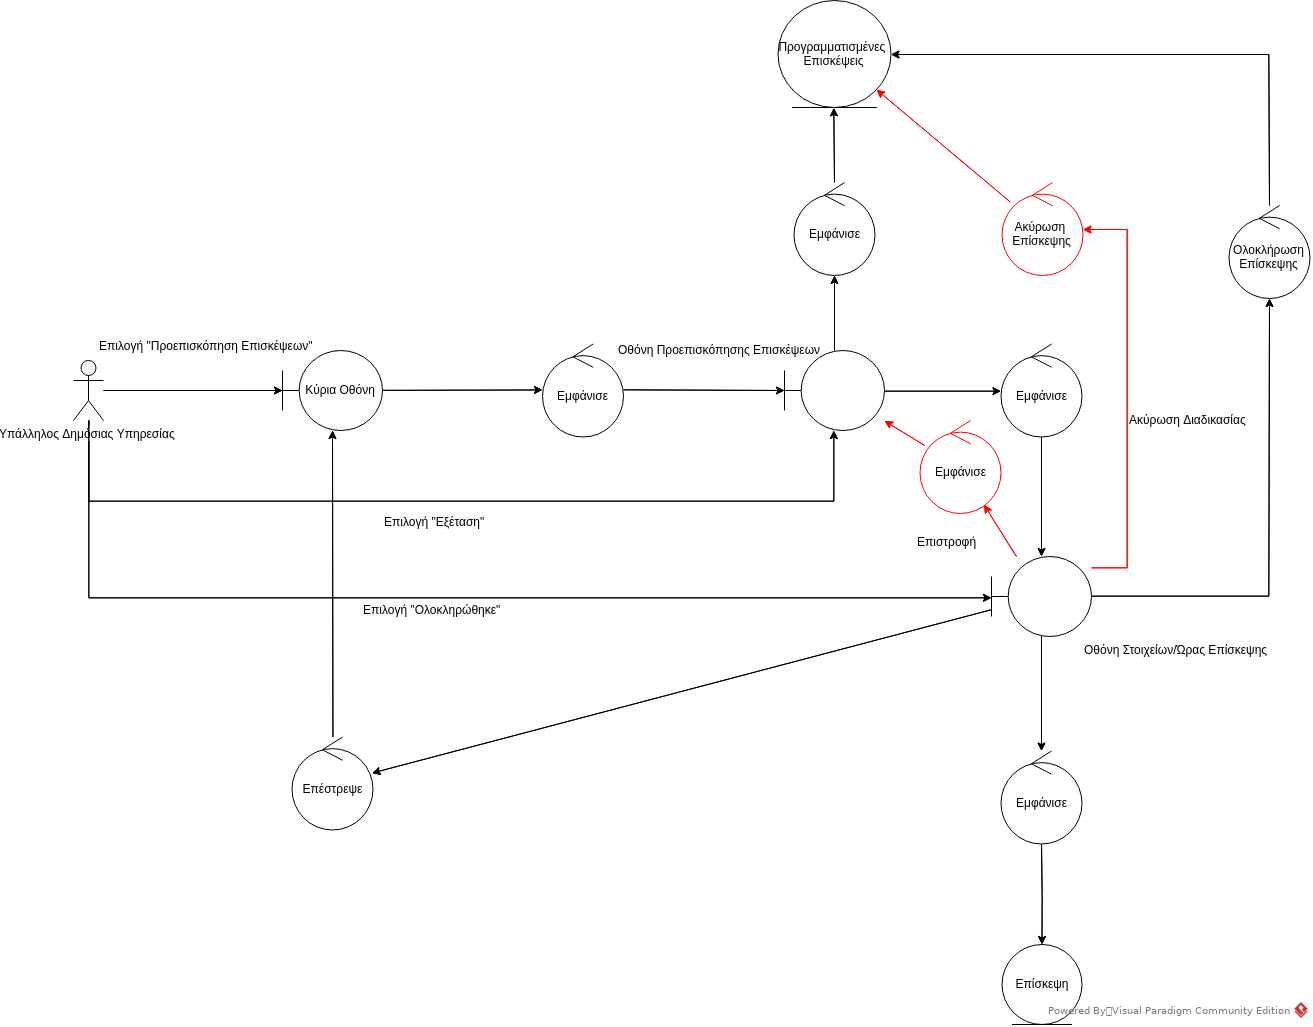 Προγραμματισμένες
Επισκέψεις
Εμφάνισε
Ακύρωση
Επίσκεψης
Ολοκλήρωση
Επίσκεψης
Επιλογή "Προεπισκόπηση Επισκέψεων"
Οθόνη Προεπισκόπησης Επισκέψεων
Κύρια Οθόνη
Εμφάνισε
Εμφάνισε
Ακύρωση Διαδικασίας
Υπάλληλος Δημόσιας Υπηρεσίας
Εμφάνισε
Επιλογή "Εξέταση"
Επιστροφή
Επιλογή "Ολοκληρώθηκε"
Οθόνη Στοιχείων/Ώρας Επίσκεψης
Επέστρεψε
Εμφάνισε
Επίσκεψη
Powered By Visual Paradigm Community Edition